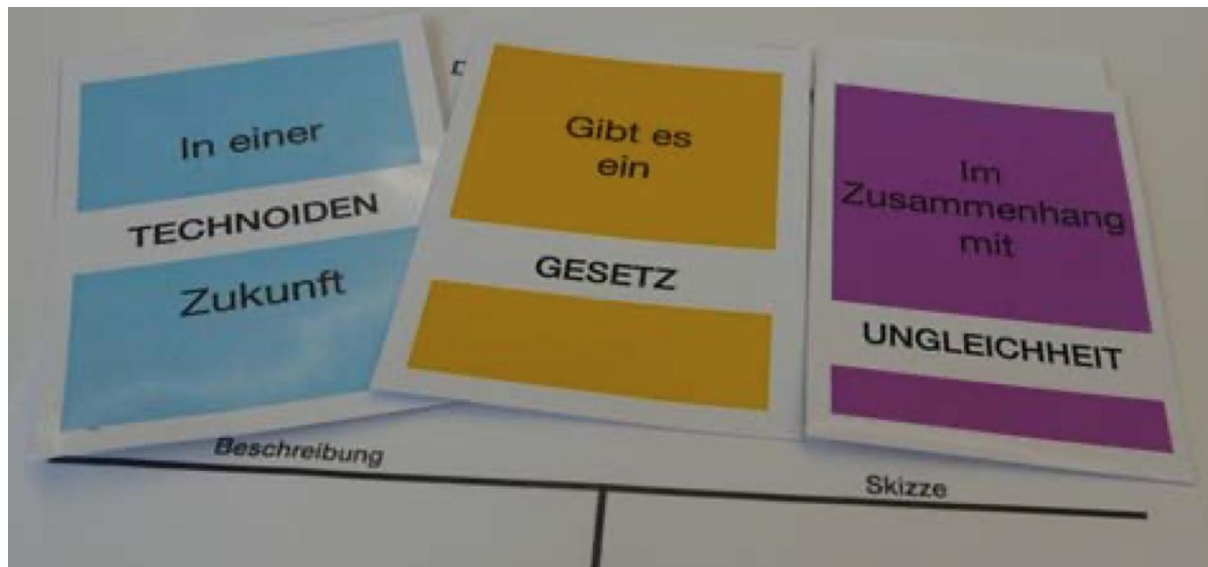 In einer
TECHNOIDEN
Zukunft
Gibt es
ein
GESETZ
Im
Zusammenhang
mit
UNGLEICHHEIT
Beschreibung
Skizze